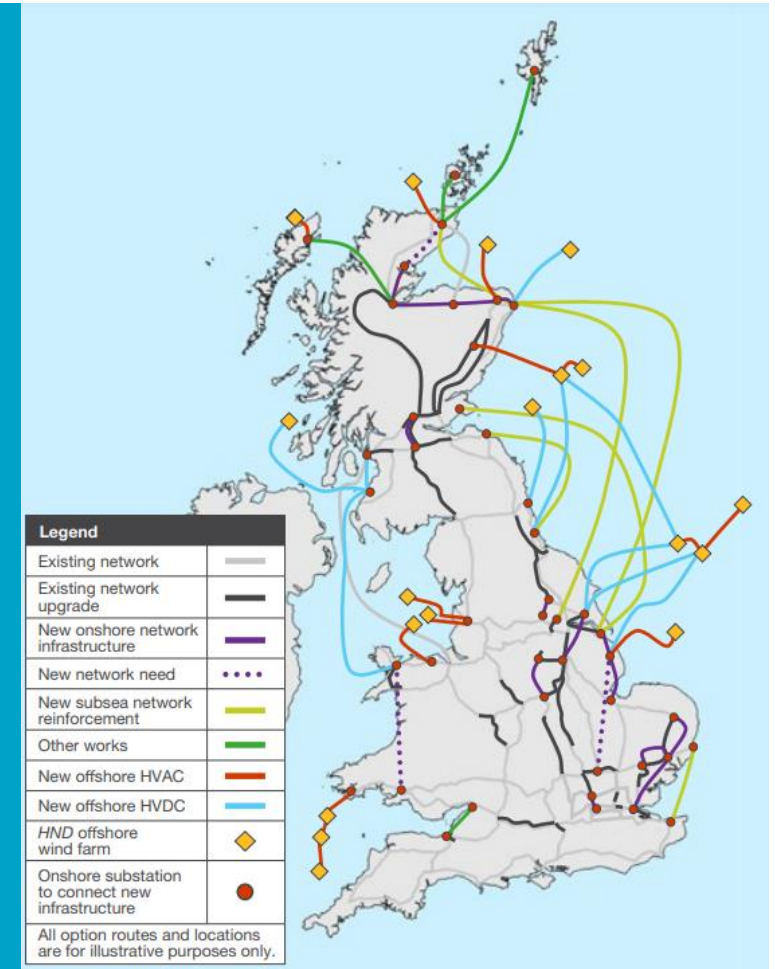 Legend
Existing network
Existing network
upgrade
New onshore network
infrastructure
New network need
New subsea network
reinforcement
Other works
New offshore HVAC
New offshore HVDC
HND offshore
wind farm
Onshore substation
to connect new
infrastructure
All option routes and locations
are for illustrative purposes only.